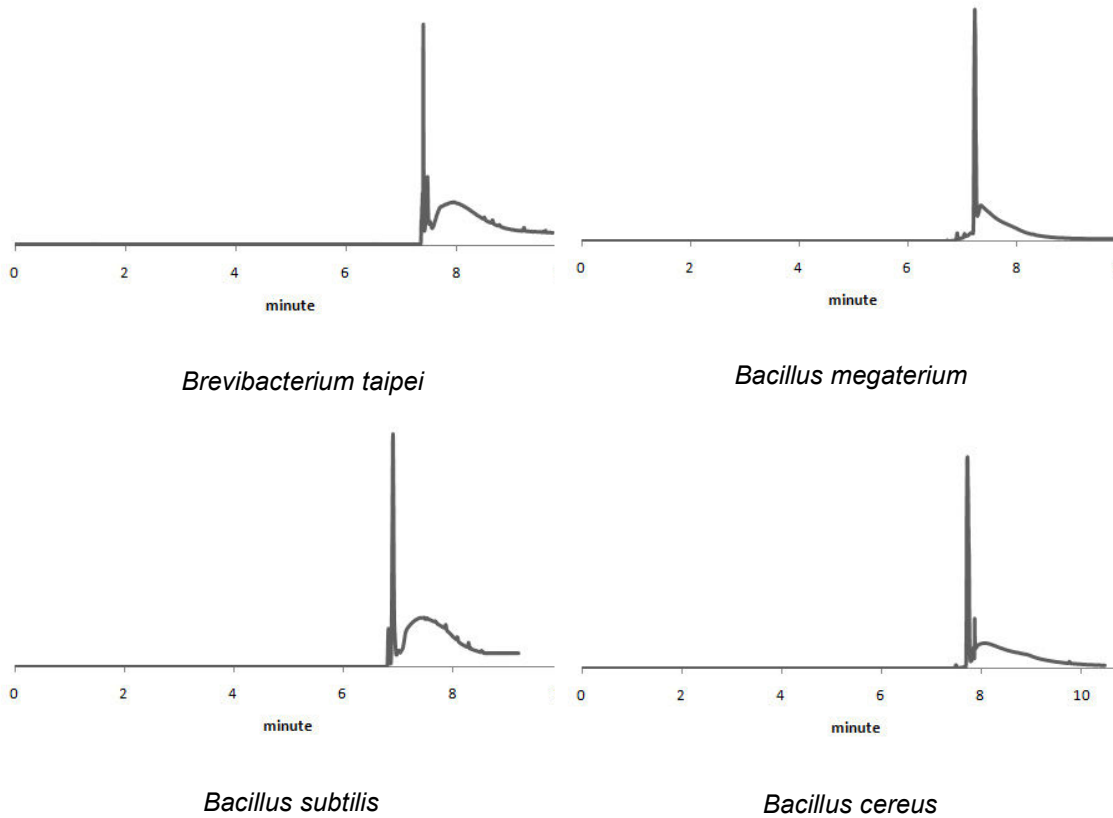 0 2 4 6 8
minute
Brevibacterium taipei
0 2 4 6 8
minute
Bacillus megaterium
0 2 4 6 8
minute
Bacillus subtilis
0 2 4 6 8 10
minute
Bacillus cereus